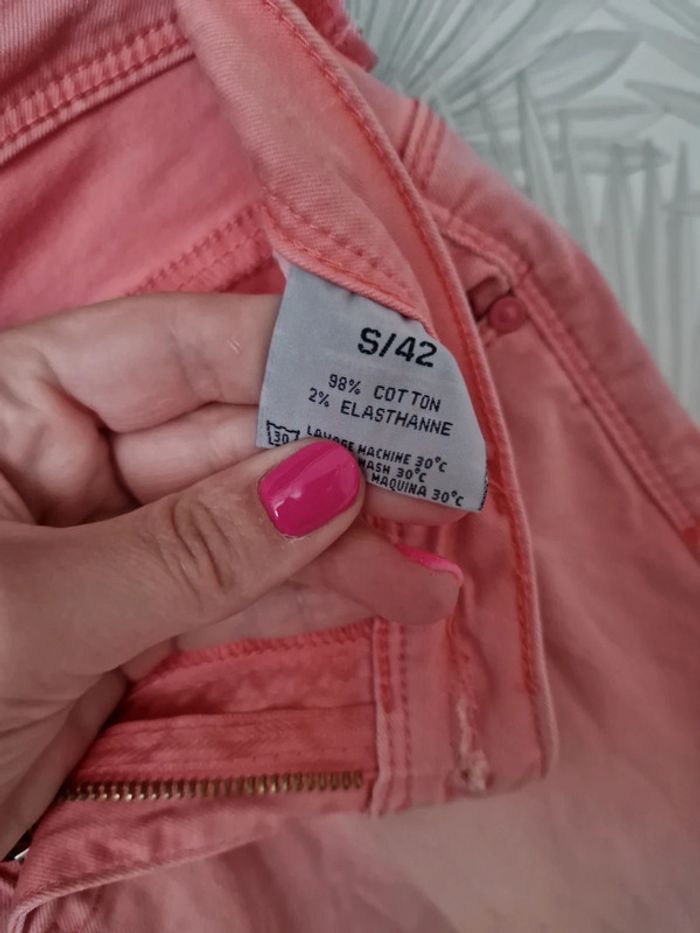 S/42
98% COTTON
2% ELASTHANNE
30
LAVAGE MACHINE 30°C
WASH 30°C
MAQUINA 30°C